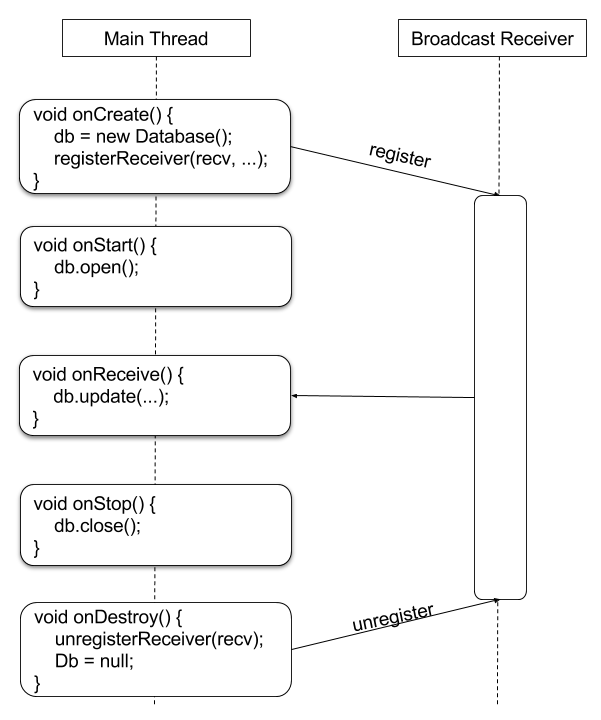 Main Thread
Broadcast Receiver
void onCreate() {
db = new Database();
registerReceiver(recv, ...);
}
register
void onStart() {
db.open();
}
void onReceive() {
db.update(...);
}
void onStop() {
db.close();
}
void onDestroy() {
unregisterReceiver(recv);
Db = null;
}
unregister